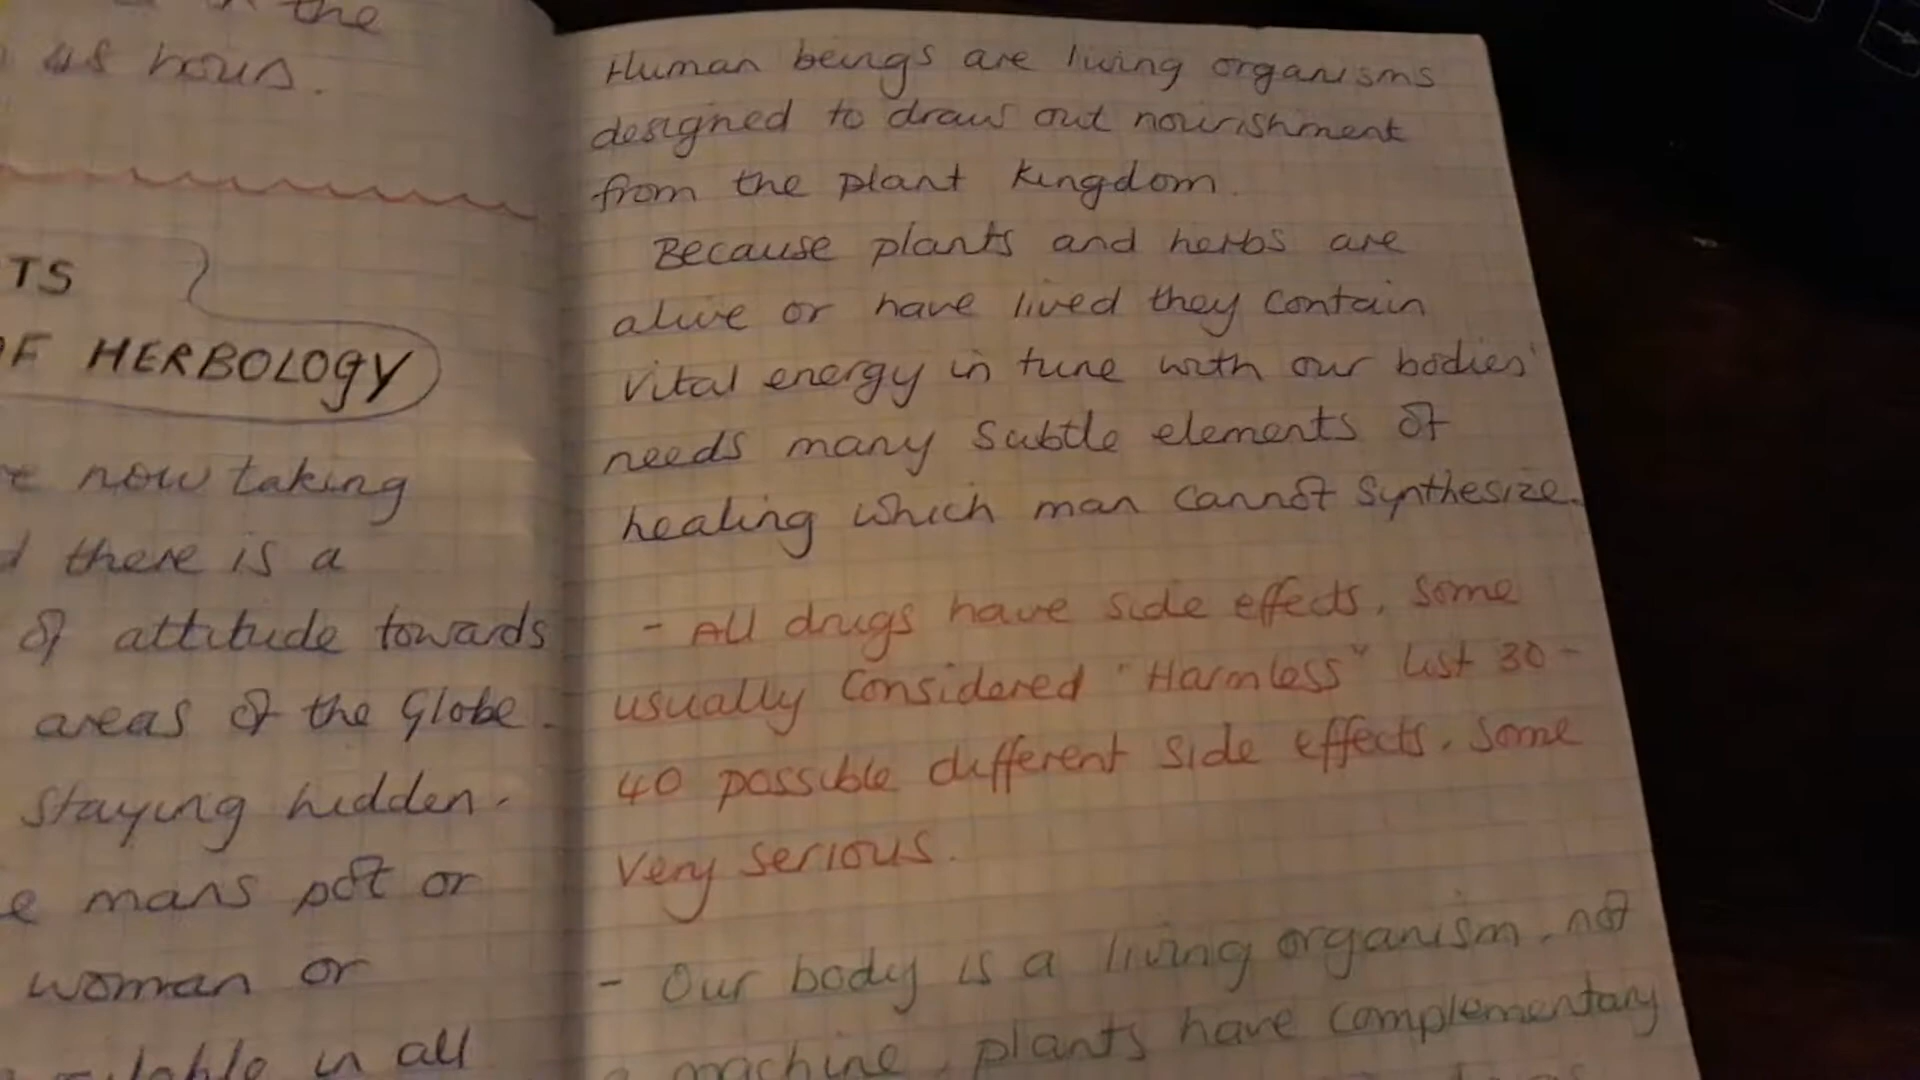 the
48 hours.
TS
OF HERBOLOGY
now taking
there is a
of attitude towards
areas of the Globe.
staying hidden.
mans pot or
woman or
in all
Human beings are living organisms
designed to draw out nourishment
from the plant kingdom.
Because plants and herbs are
alive or have lived they contain
vital energy in tune with our bodies'
needs many subtle elements of
healing which man cannot synthesize.
- All drugs have side effects. Some
usually considered "Harmless" list 30-
40 possible different side effects. Some
very serious.
- Our body is a living organism, not
a machine, plants have complementary